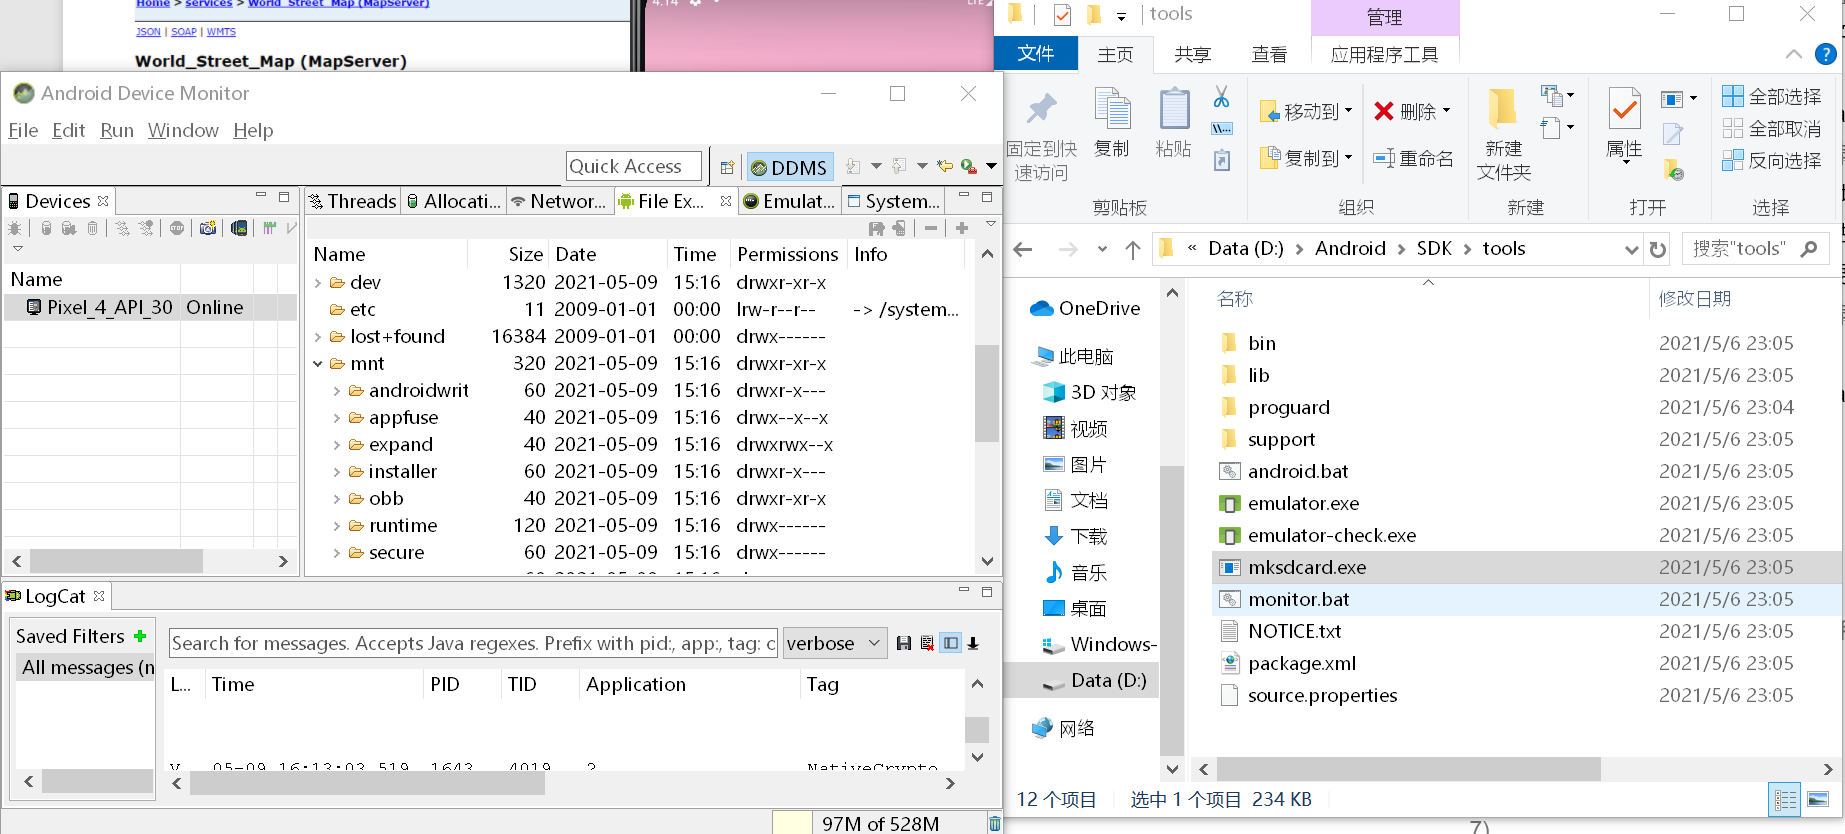 Home > services > World_Street_Map (MapServer)
JSON | SOAP | WMTS
World_Street_Map (MapServer)
4:14
LTE
Android Device Monitor
File Edit Run Window Help
Quick Access
DDMS
Devices
Name
Pixel_4_API_30 Online
Threads Allocati... Networ... File Ex... Emulat... System...
Name Size Date Time Permissions Info
dev 1320 2021-05-09 15:16 drwxr-xr-x
etc 11 2009-01-01 00:00 lrw-r--r-- -> /system...
lost+found 16384 2009-01-01 00:00 drwx------
mnt 320 2021-05-09 15:16 drwxr-xr-x
androidwrit 60 2021-05-09 15:16 drwxr-x---
appfuse 40 2021-05-09 15:16 drwx--x--x
expand 40 2021-05-09 15:16 drwxrwx--x
installer 60 2021-05-09 15:16 drwxr-x---
obb 40 2021-05-09 15:16 drwxr-xr-x
runtime 120 2021-05-09 15:16 drwx------
secure 60 2021-05-09 15:16 drwx------
LogCat
Saved Filters
All messages (n
Search for messages. Accepts Java regexes. Prefix with pid:, app:, tag: c
verbose
L... Time PID TID Application Tag
V 05-09 16:13:03.519 1643 4019 ? NativeCrypto
97M of 528M
tools
管理
文件 主页 共享 查看 应用程序工具
固定到快
速访问
复制
粘贴
剪贴板
移动到
复制到
删除
重命名
组织
新建
文件夹
新建
属性
打开
全部选择
全部取消
反向选择
选择
« Data (D:) > Android > SDK > tools
搜索"tools"
OneDrive
此电脑
3D 对象
视频
图片
文档
下载
音乐
桌面
Windows-
Data (D:)
网络
名称 修改日期
bin 2021/5/6 23:05
lib 2021/5/6 23:05
proguard 2021/5/6 23:04
support 2021/5/6 23:05
android.bat 2021/5/6 23:05
emulator.exe 2021/5/6 23:05
emulator-check.exe 2021/5/6 23:05
mksdcard.exe 2021/5/6 23:05
monitor.bat 2021/5/6 23:05
NOTICE.txt 2021/5/6 23:05
package.xml 2021/5/6 23:05
source.properties 2021/5/6 23:05
12 个项目 选中 1 个项目 234 KB
7)